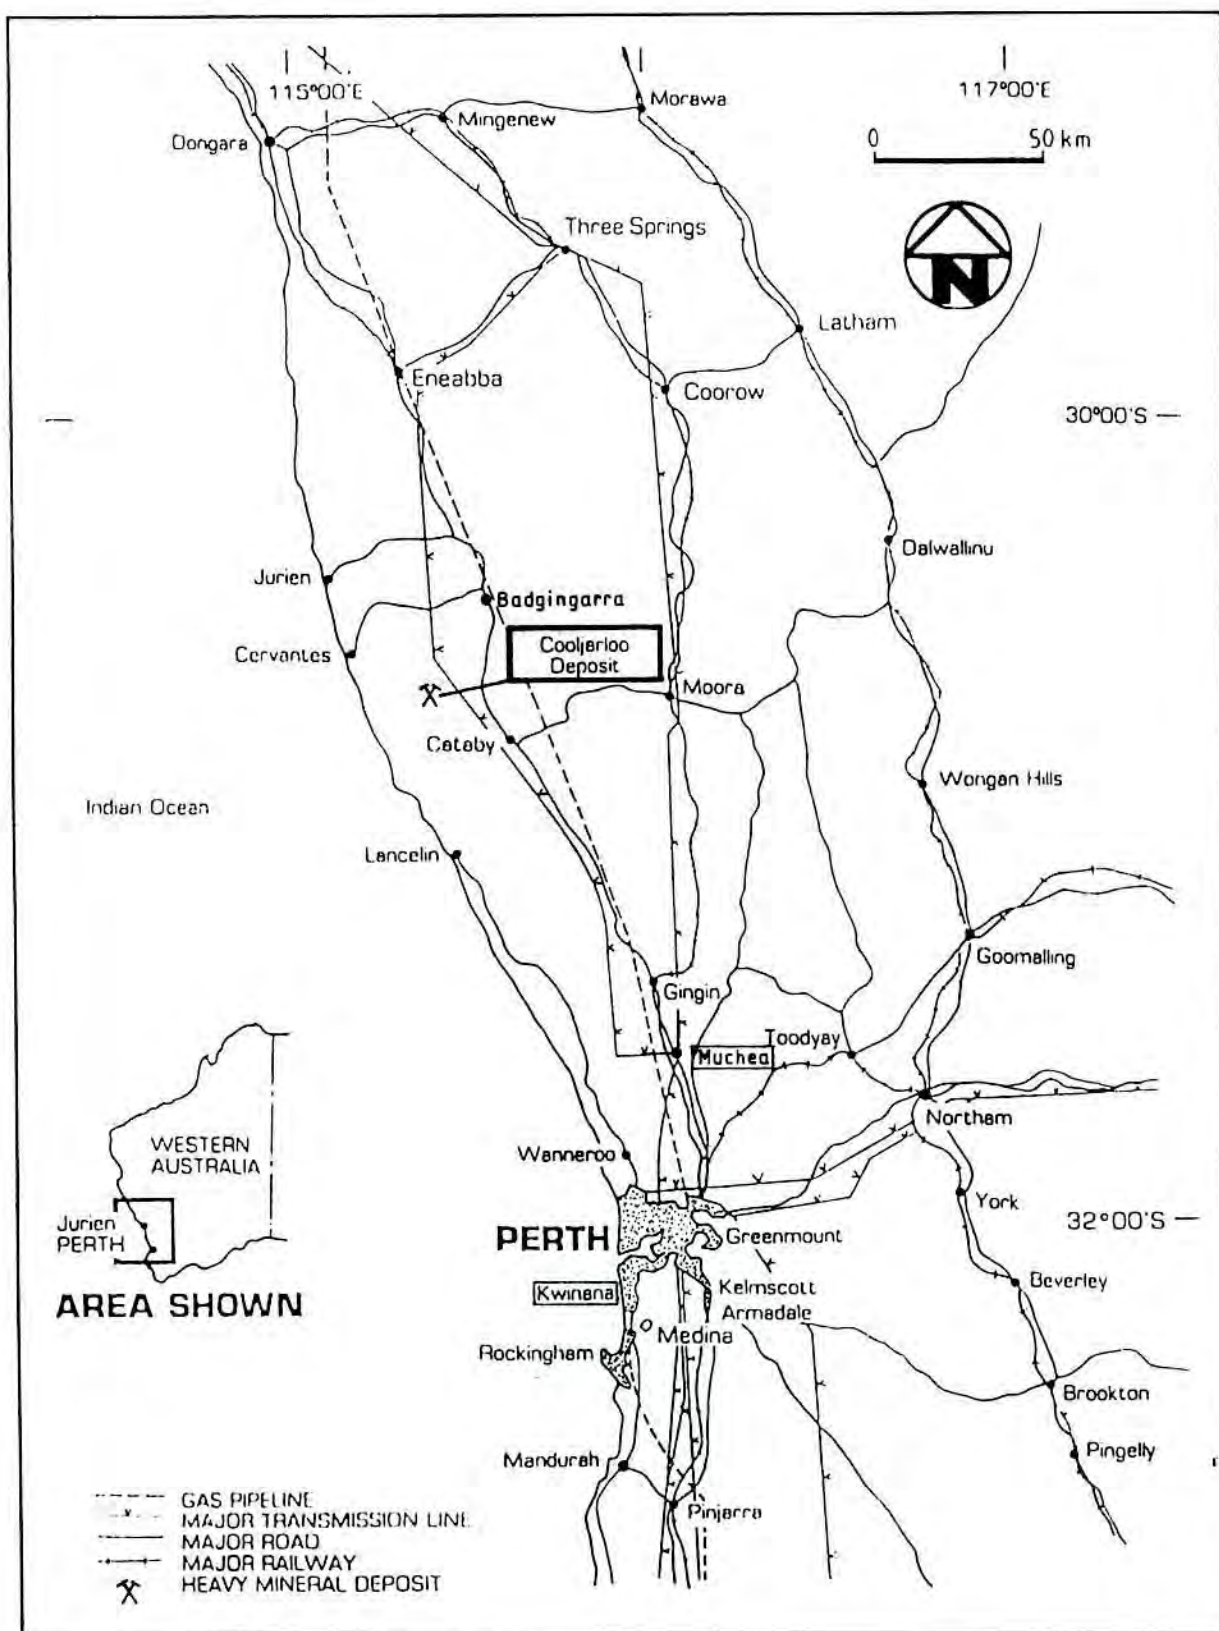 115°00'E
117°00'E
Morawa
Mingenew
Dongara
0 50 km
N
Three Springs
Latham
Eneabba
Coorow
30°00'S
Dalwallinu
Jurien
Badgingarra
Cooljarloo
Deposit
Cervantes
Moora
Cataby
Wongan Hills
Indian Ocean
Lancelin
Goomalling
Gingin
Toodyay
Muchea
Northam
WESTERN
AUSTRALIA
Wanneroo
York
32°00'S
Jurien
PERTH
PERTH
Greenmount
Beverley
AREA SHOWN
Kwinana
Kelmscott
Armadale
Medina
Rockingham
Brookton
Mandurah
Pingelly
Pinjarra
GAS PIPELINE
MAJOR TRANSMISSION LINE
MAJOR ROAD
MAJOR RAILWAY
HEAVY MINERAL DEPOSIT